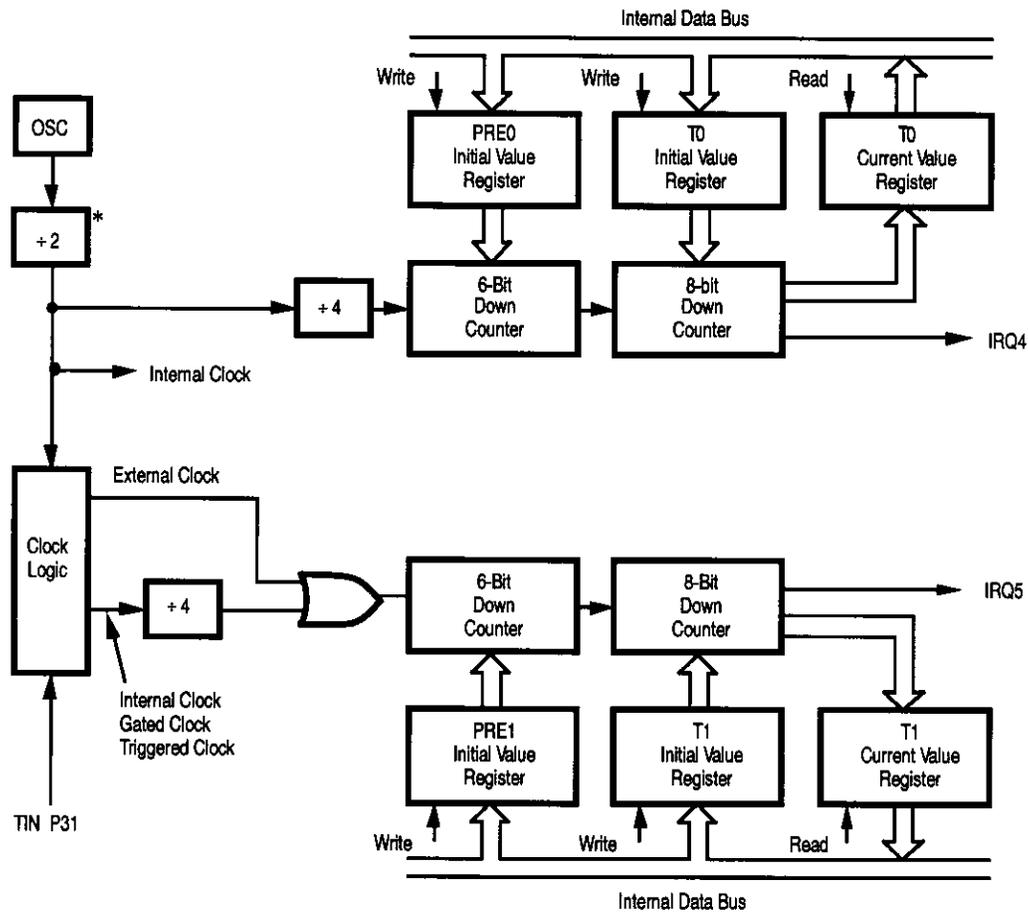 Internal Data Bus
Write
Write
Read
OSC
PRE0
Initial Value
Register
T0
Initial Value
Register
T0
Current Value
Register
÷ 2
*
÷ 4
6-Bit
Down
Counter
8-bit
Down
Counter
IRQ4
Internal Clock
External Clock
Clock
Logic
÷ 4
6-Bit
Down
Counter
8-Bit
Down
Counter
IRQ5
Internal Clock
Gated Clock
Triggered Clock
PRE1
Initial Value
Register
T1
Initial Value
Register
T1
Current Value
Register
TIN P31
Write
Write
Read
Internal Data Bus